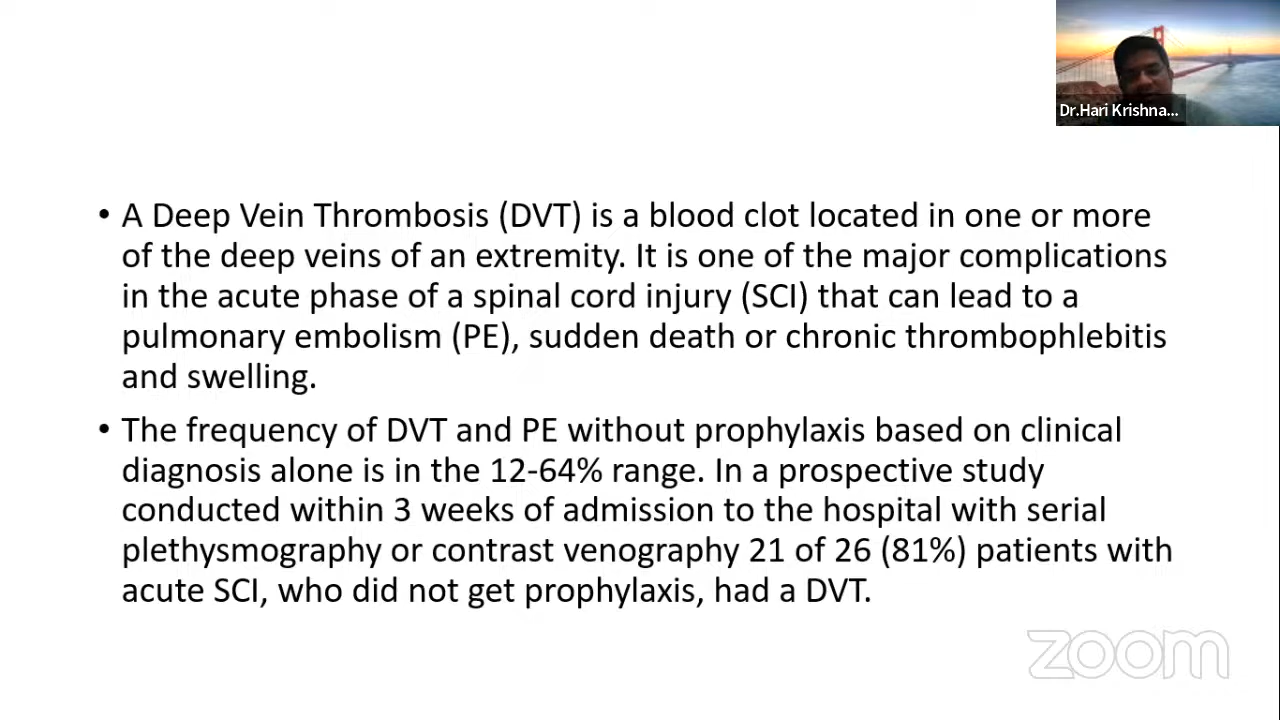 Dr.Hari Krishna...
• A Deep Vein Thrombosis (DVT) is a blood clot located in one or more
of the deep veins of an extremity. It is one of the major complications
in the acute phase of a spinal cord injury (SCI) that can lead to a
pulmonary embolism (PE), sudden death or chronic thrombophlebitis
and swelling.
• The frequency of DVT and PE without prophylaxis based on clinical
diagnosis alone is in the 12-64% range. In a prospective study
conducted within 3 weeks of admission to the hospital with serial
plethysmography or contrast venography 21 of 26 (81%) patients with
acute SCI, who did not get prophylaxis, had a DVT.
zoom